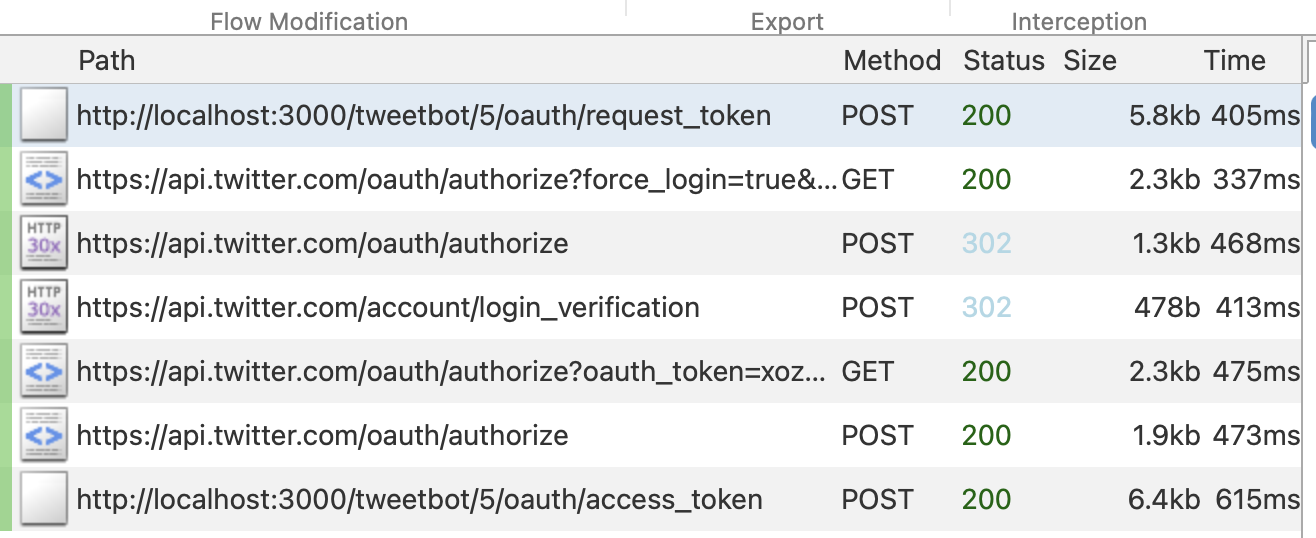 Flow Modification Export Interception
Path Method Status Size Time
http://localhost:3000/tweetbot/5/oauth/request_token POST 200 5.8kb 405ms
<> https://api.twitter.com/oauth/authorize?force_login=true&... GET 200 2.3kb 337ms
HTTP 30x https://api.twitter.com/oauth/authorize POST 302 1.3kb 468ms
HTTP 30x https://api.twitter.com/account/login_verification POST 302 478b 413ms
<> https://api.twitter.com/oauth/authorize?oauth_token=xoz... GET 200 2.3kb 475ms
<> https://api.twitter.com/oauth/authorize POST 200 1.9kb 473ms
http://localhost:3000/tweetbot/5/oauth/access_token POST 200 6.4kb 615ms